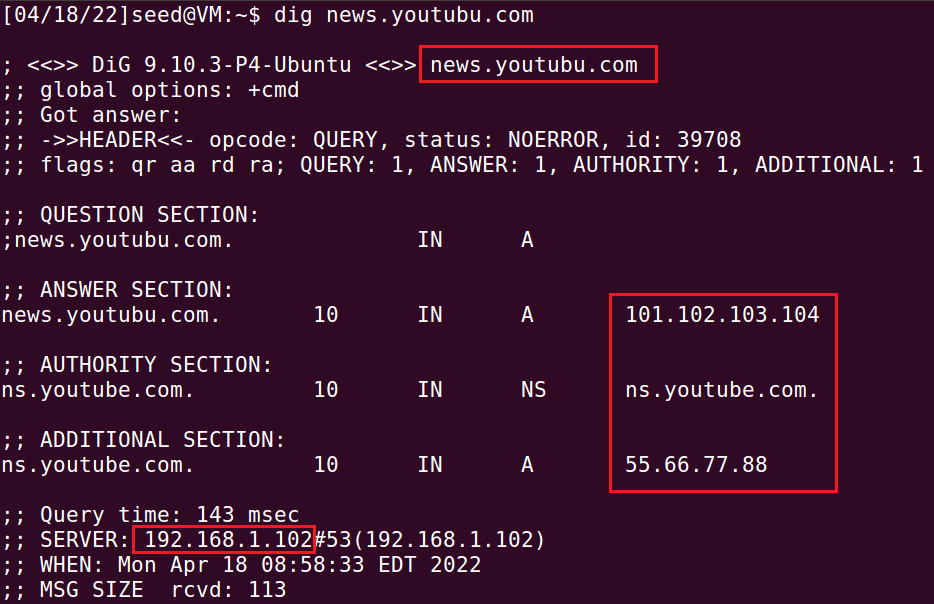 [04/18/22]seed@VM:~$ dig news.youtubu.com
; <<>> DiG 9.10.3-P4-Ubuntu <<>> news.youtubu.com
;; global options: +cmd
;; Got answer:
;; ->>HEADER<<- opcode: QUERY, status: NOERROR, id: 39708
;; flags: qr aa rd ra; QUERY: 1, ANSWER: 1, AUTHORITY: 1, ADDITIONAL: 1
;; QUESTION SECTION:
;news.youtubu.com. IN A
;; ANSWER SECTION:
news.youtubu.com. 10 IN A 101.102.103.104
;; AUTHORITY SECTION:
ns.youtube.com. 10 IN NS ns.youtube.com.
;; ADDITIONAL SECTION:
ns.youtube.com. 10 IN A 55.66.77.88
;; Query time: 143 msec
;; SERVER: 192.168.1.102#53(192.168.1.102)
;; WHEN: Mon Apr 18 08:58:33 EDT 2022
;; MSG SIZE rcvd: 113